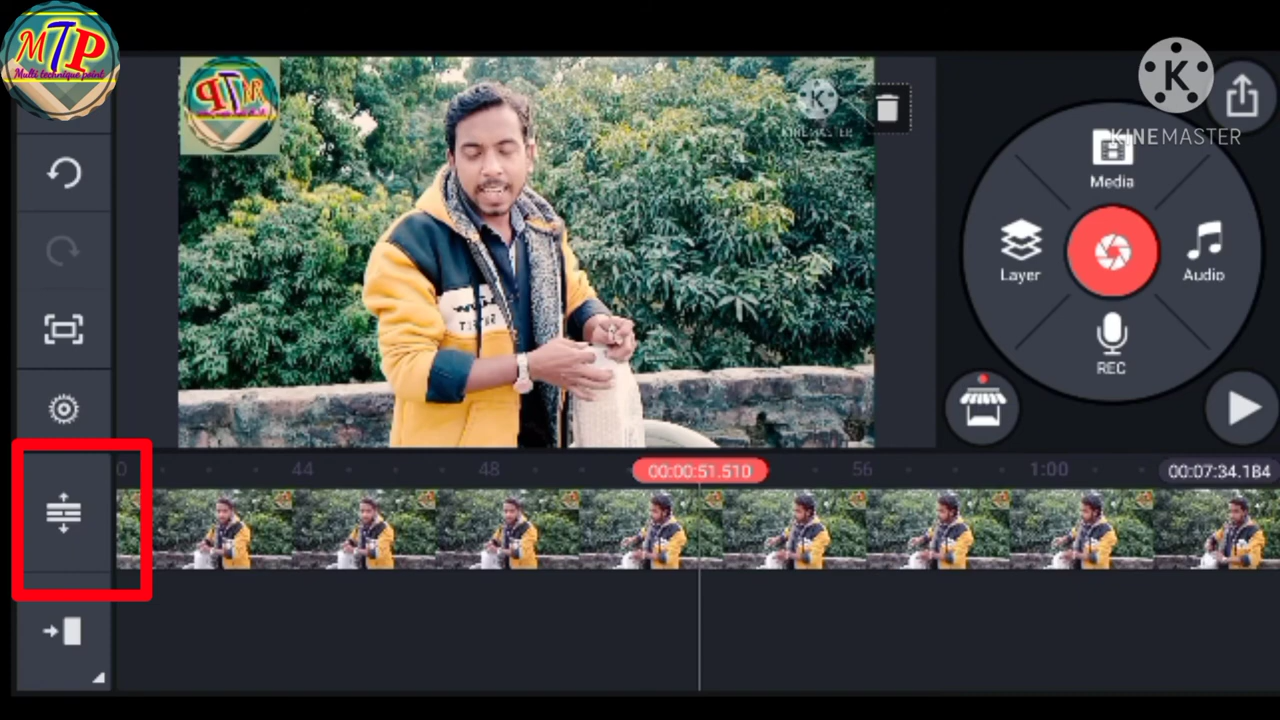 MTP
Multi technique point
KINEMASTER
K
KINEMASTER
Media
Layer
Audio
REC
44
48
00:00:51.510
56
1:00
00:07:34.184